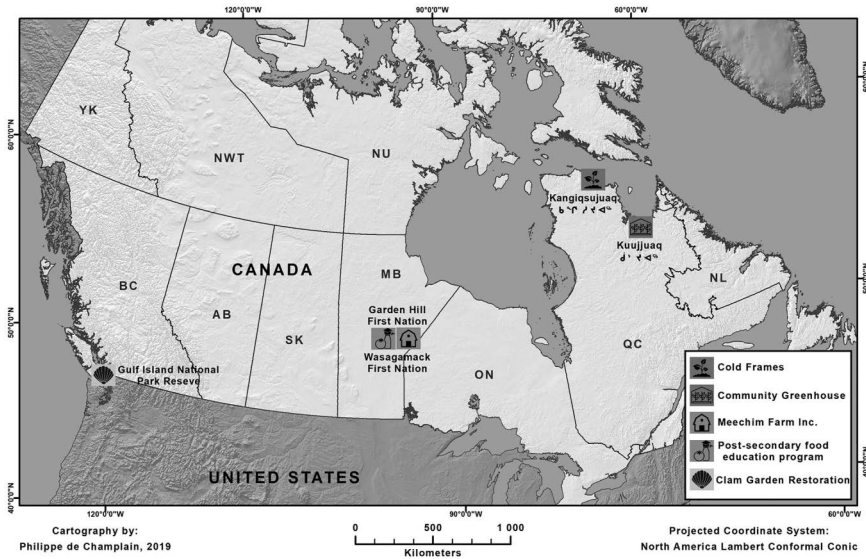 120°0'0"W
90°0'0"W
60°0'0"W
60°0'0"N
50°0'0"N
40°0'0"N
YK
NWT
NU
Kangiqsujuaq
ᑲᖏᖅᓱᔪᐊᖅ
Kuujjuaq
ᑰᔾᔪᐊᖅ
CANADA
BC
AB
SK
MB
NL
QC
ON
Garden Hill
First Nation
Wasagamack
First Nation
Gulf Island National
Park Reseve
UNITED STATES
Cold Frames
Community Greenhouse
Meechim Farm Inc.
Post-secondary food
education program
Clam Garden Restoration
120°0'0"W
90°0'0"W
60°0'0"W
Cartography by:
Philippe de Champlain, 2019
0 500 1 000
Kilometers
Projected Coordinate System:
North America Lambert Conformal Conic